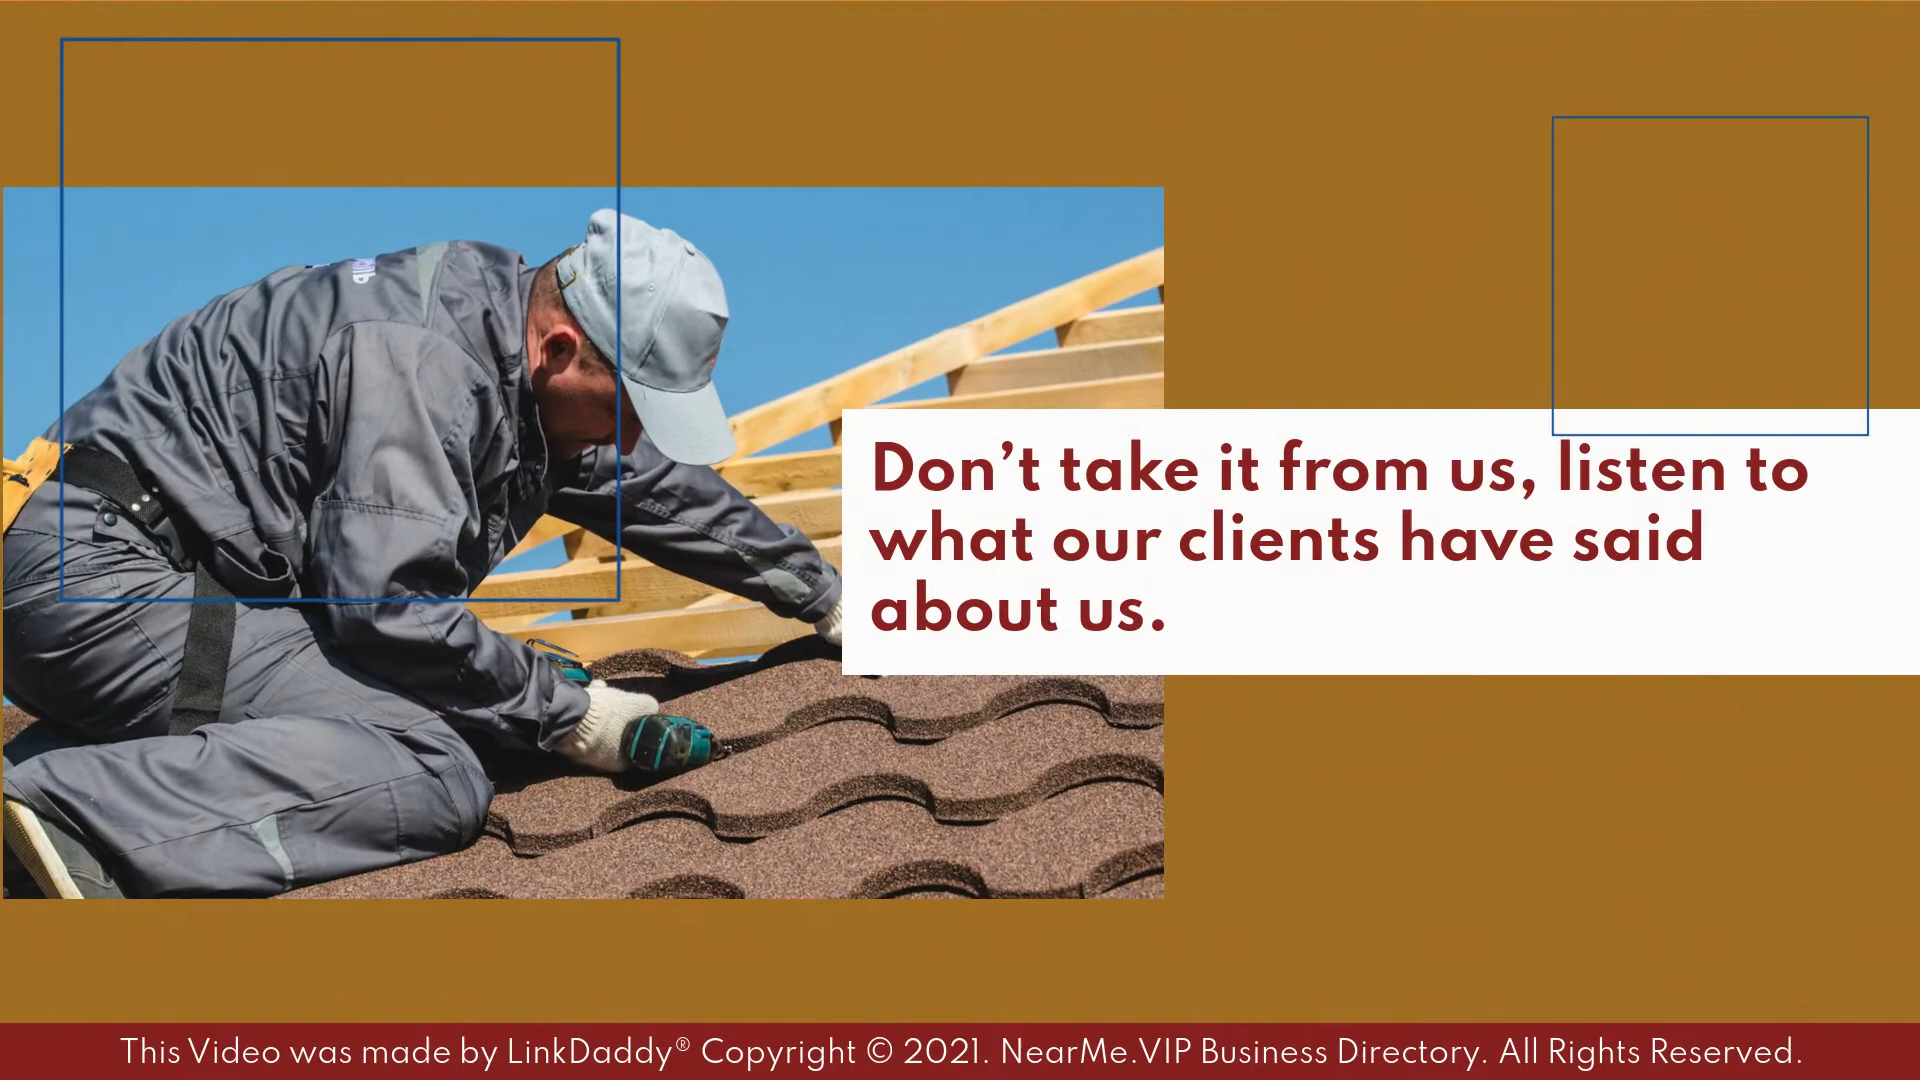 Don’t take it from us, listen to
what our clients have said
about us.
This Video was made by LinkDaddy® Copyright © 2021. NearMe.VIP Business Directory. All Rights Reserved.